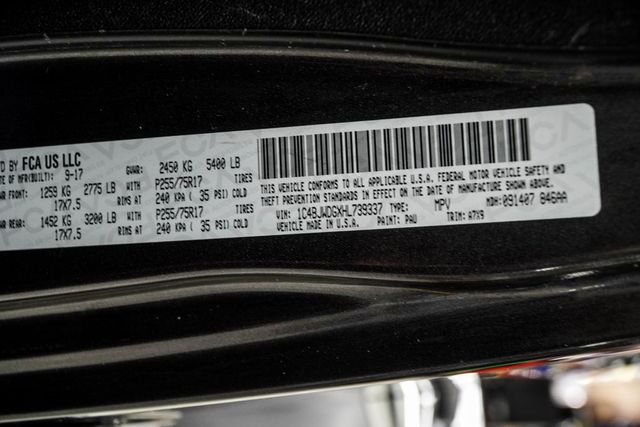 D BY FCA US LLC GVWR: 2450 KG 5400 LB
OF MFR(BUILT): 9-17 TIRES
WR FRONT: 1259 KG 2775 LB WITH P255/75R17
17X7.5 RIMS AT 240 KPA ( 35 PSI) COLD
WR REAR: 1452 KG 3200 LB WITH P255/75R17 TIRES
17X7.5 RIMS AT 240 KPA ( 35 PSI) COLD
THIS VEHICLE CONFORMS TO ALL APPLICABLE U.S.A. FEDERAL MOTOR VEHICLE SAFETY AND
THEFT PREVENTION STANDARDS IN EFFECT ON THE DATE OF MANUFACTURE SHOWN ABOVE.
VIN: 1C4BJWDGXHL739337 TYPE: MPV MDH: 091407 846AA
VEHICLE MADE IN U.S.A. PAINT: PAU TRIM: A7X9